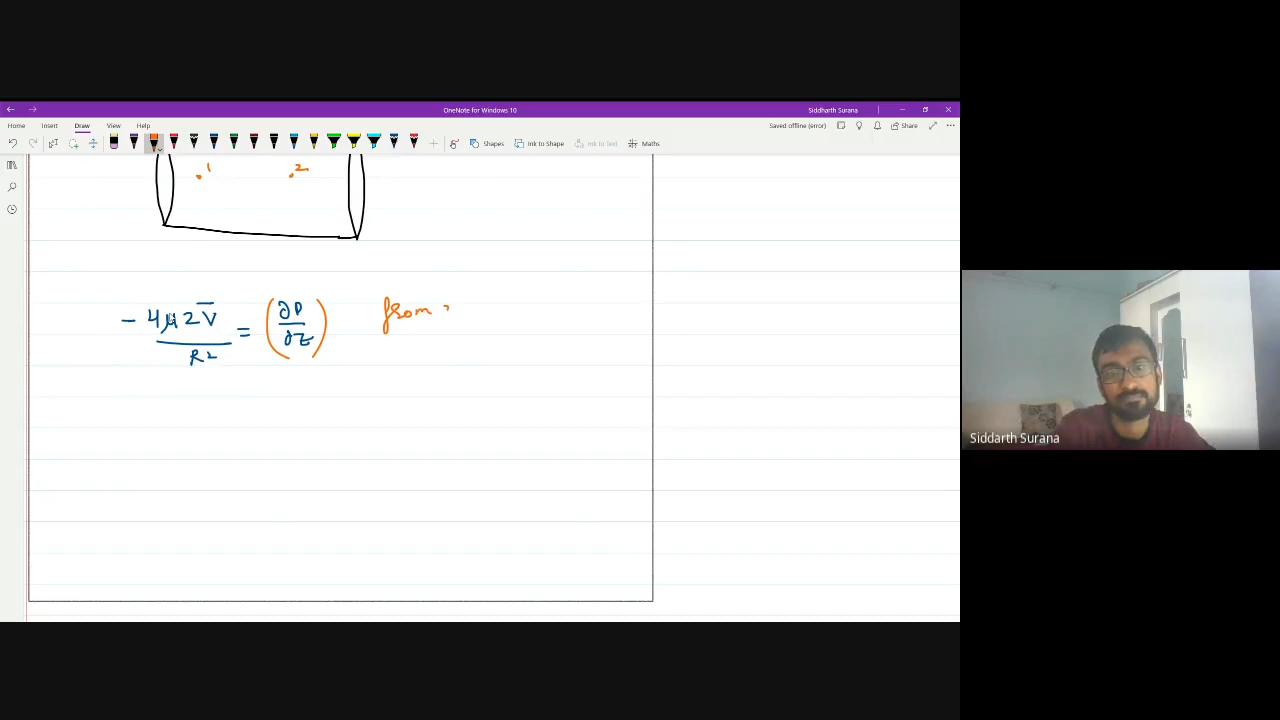 OneNote for Windows 10
Siddharth Surana
Home Insert Draw View Help
Saved offline (error) Share
Shapes Ink to Shape Ink to Text Maths
1 2
- 4μ2V̅ / R² = (∂P/∂Z) from
Siddarth Surana